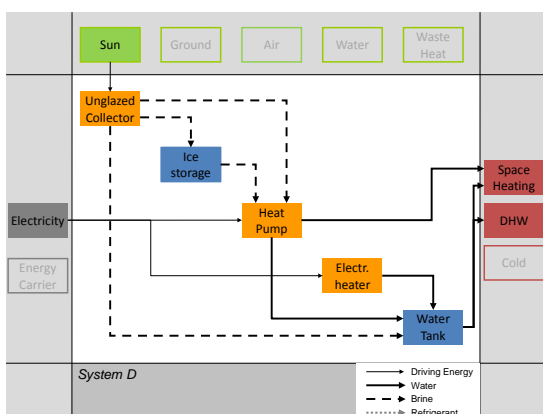 Sun
Ground
Air
Water
Waste
Heat
Unglazed
Collector
Ice
storage
Space
Heating
Electricity
Heat
Pump
DHW
Energy
Carrier
Electr.
heater
Cold
Water
Tank
System D
Driving Energy
Water
Brine
Refrigerant